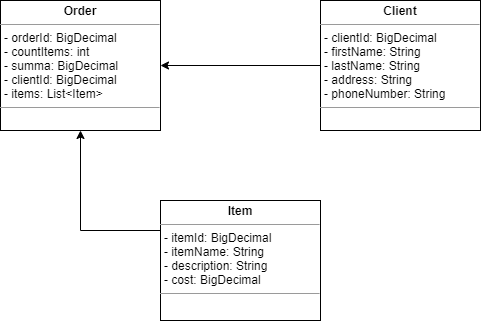 Order
- orderId: BigDecimal
- countItems: int
- summa: BigDecimal
- clientId: BigDecimal
- items: List<Item>
Client
- clientId: BigDecimal
- firstName: String
- lastName: String
- address: String
- phoneNumber: String
Item
- itemId: BigDecimal
- itemName: String
- description: String
- cost: BigDecimal